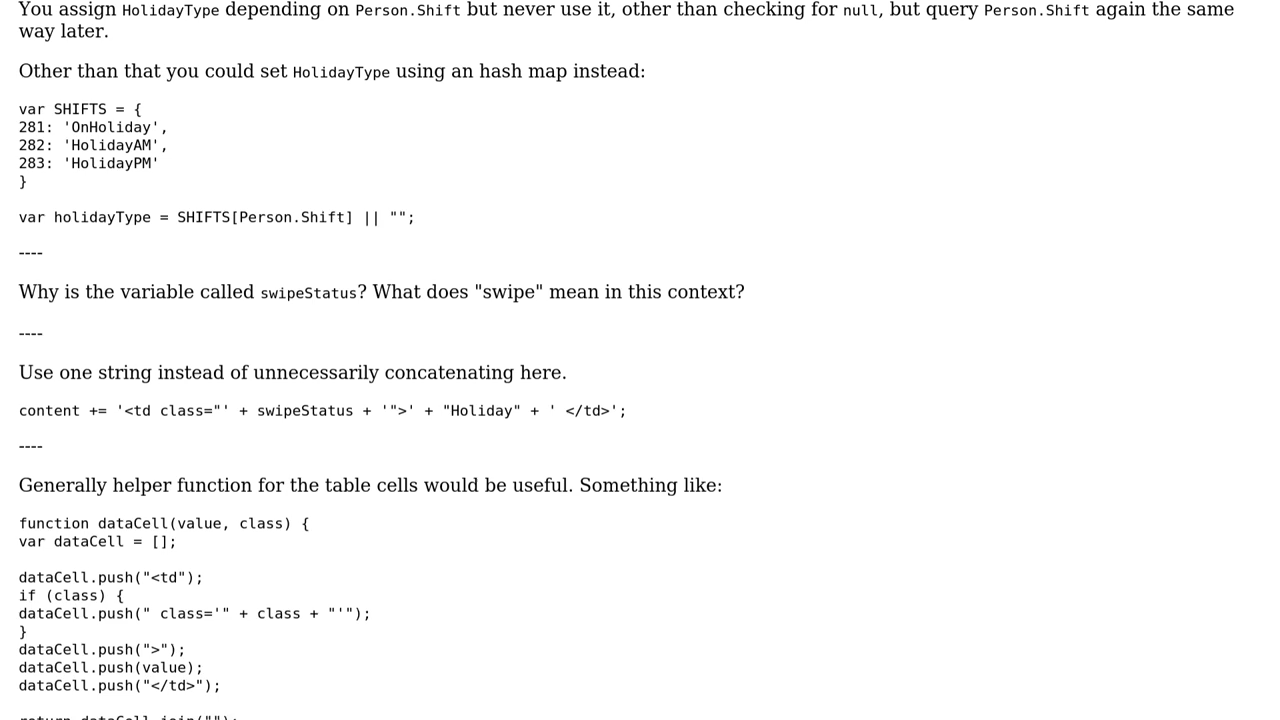 You assign HolidayType depending on Person.Shift but never use it, other than checking for null, but query Person.Shift again the same
way later.
Other than that you could set HolidayType using an hash map instead:
var SHIFTS = {
281: 'OnHoliday',
282: 'HolidayAM',
283: 'HolidayPM'
}
var holidayType = SHIFTS[Person.Shift] || "";
----
Why is the variable called swipeStatus? What does "swipe" mean in this context?
----
Use one string instead of unnecessarily concatenating here.
content += '<td class="' + swipeStatus + '">' + "Holiday" + ' </td>';
----
Generally helper function for the table cells would be useful. Something like:
function dataCell(value, class) {
var dataCell = [];
dataCell.push("<td");
if (class) {
dataCell.push(" class='" + class + "'");
}
dataCell.push(">");
dataCell.push(value);
dataCell.push("</td>");
return dataCell.join("");